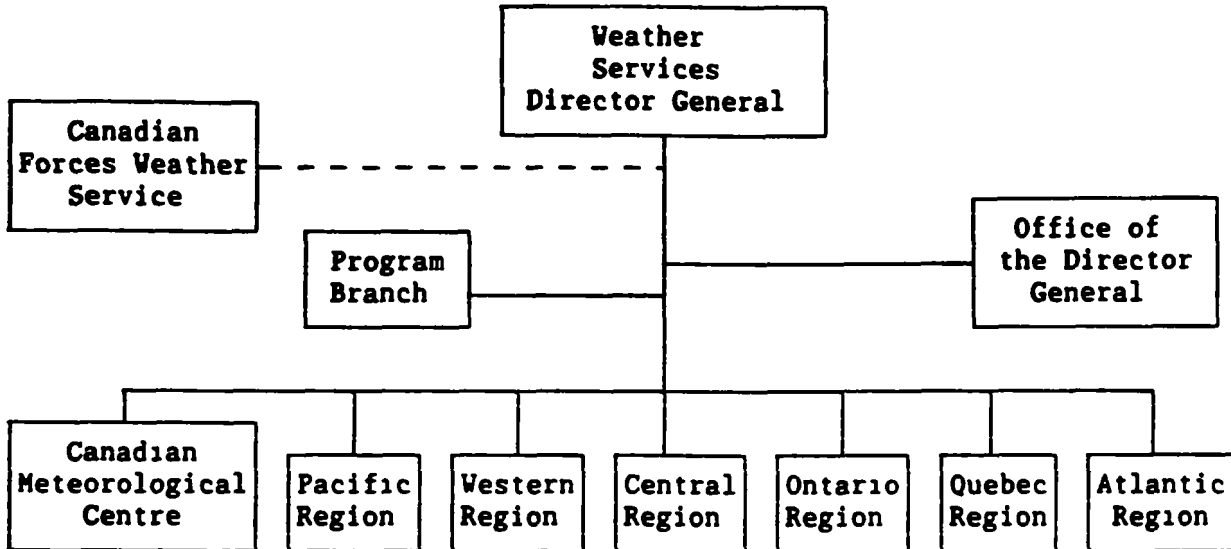 Weather
Services
Director General
Canadian
Forces Weather
Service
Office of
the Director
General
Program
Branch
Canadian
Meteorological
Centre
Pacific
Region
Western
Region
Central
Region
Ontario
Region
Quebec
Region
Atlantic
Region